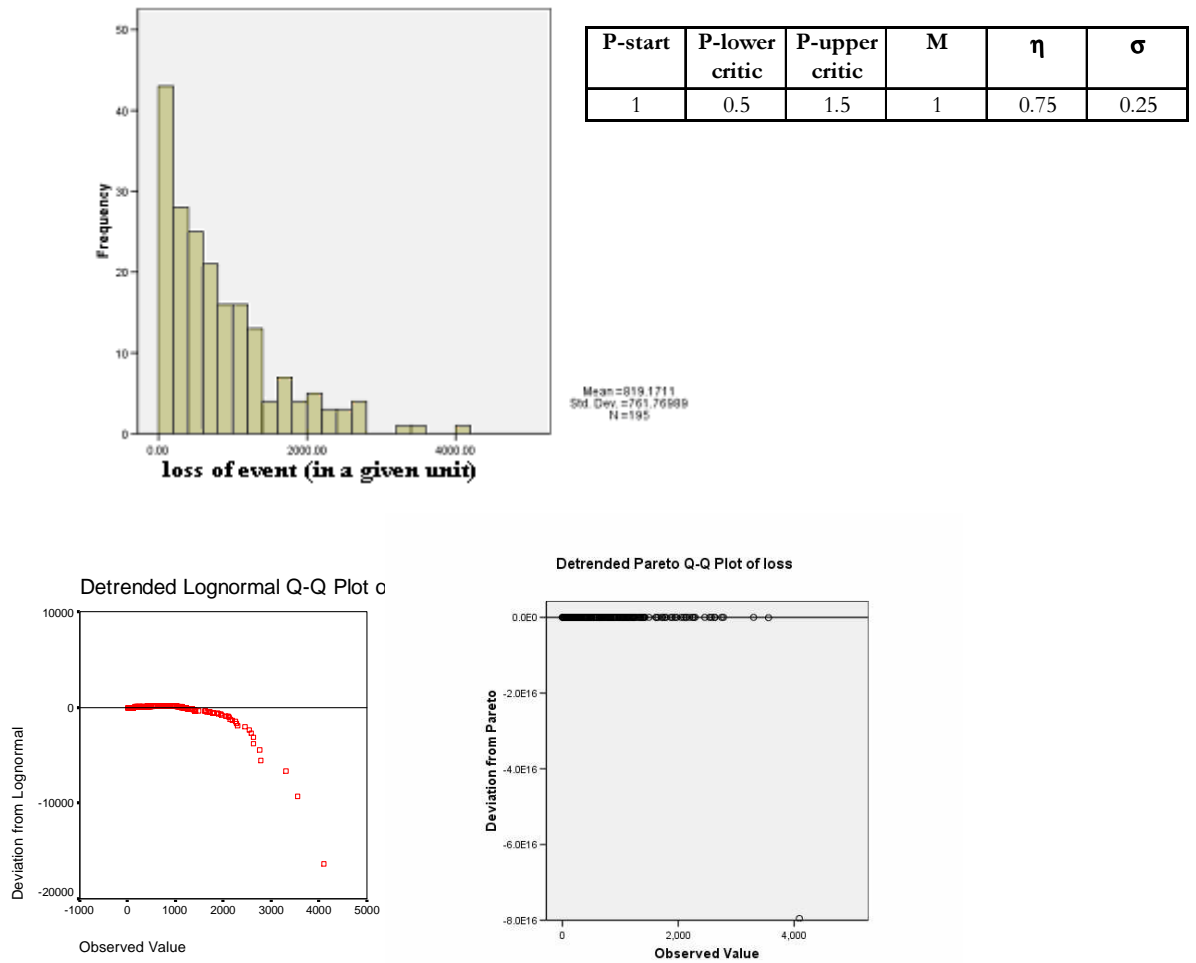 50
40
30
20
10
0
Frequency
0.00 2000.00 4000.00
loss of event (in a given unit)
Mean =819.1711
Std. Dev. =761.76989
N =195
P-start P-lower critic P-upper critic M η σ
1 0.5 1.5 1 0.75 0.25
Detrended Lognormal Q-Q Plot o
10000
0
-10000
-20000
Deviation from Lognormal
-1000 0 1000 2000 3000 4000 5000
Observed Value
Detrended Pareto Q-Q Plot of loss
0.0E0
-2.0E16
-4.0E16
-6.0E16
-8.0E16
Deviation from Pareto
0 2,000 4,000
Observed Value